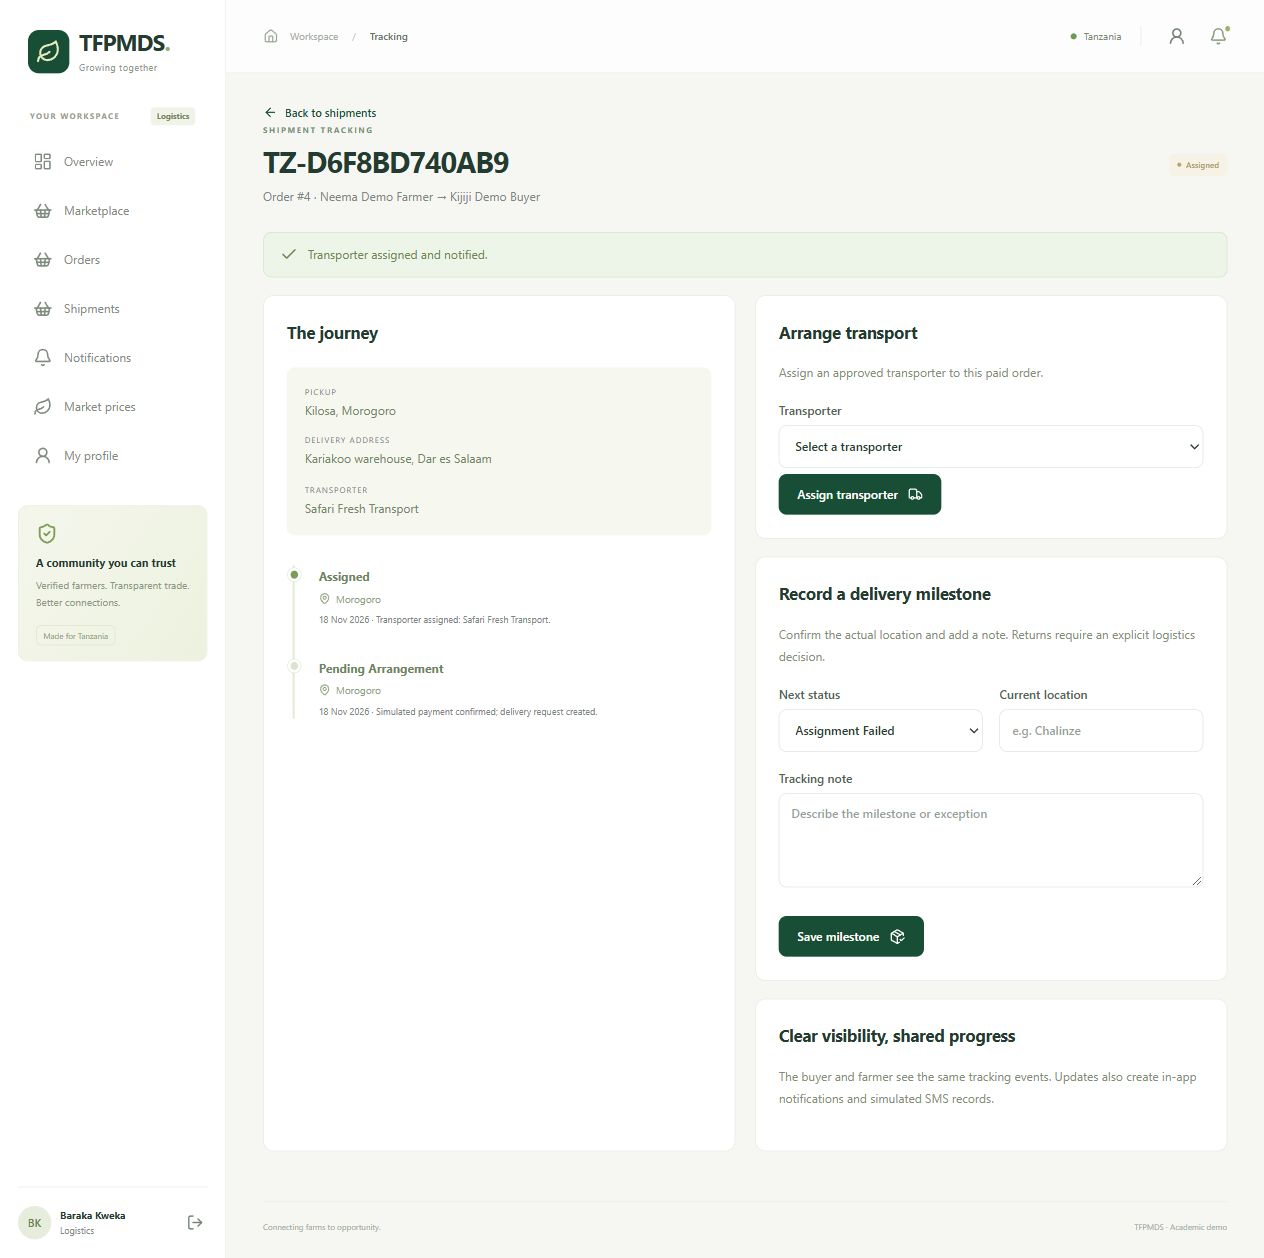 TFPMDS.
Growing together
YOUR WORKSPACE
Logistics
Overview
Marketplace
Orders
Shipments
Notifications
Market prices
My profile
A community you can trust
Verified farmers. Transparent trade.
Better connections.
Made for Tanzania
BK
Baraka Kweka
Logistics
Workspace / Tracking
Tanzania
Back to shipments
SHIPMENT TRACKING
TZ-D6F8BD740AB9
Assigned
Order #4 · Neema Demo Farmer → Kijiji Demo Buyer
Transporter assigned and notified.
The journey
PICKUP
Kilosa, Morogoro
DELIVERY ADDRESS
Kariakoo warehouse, Dar es Salaam
TRANSPORTER
Safari Fresh Transport
Assigned
Morogoro
18 Nov 2026 · Transporter assigned: Safari Fresh Transport.
Pending Arrangement
Morogoro
18 Nov 2026 · Simulated payment confirmed; delivery request created.
Arrange transport
Assign an approved transporter to this paid order.
Transporter
Select a transporter
Assign transporter
Record a delivery milestone
Confirm the actual location and add a note. Returns require an explicit logistics
decision.
Next status
Current location
Assignment Failed
e.g. Chalinze
Tracking note
Describe the milestone or exception
Save milestone
Clear visibility, shared progress
The buyer and farmer see the same tracking events. Updates also create in-app
notifications and simulated SMS records.
Connecting farms to opportunity.
TFPMDS · Academic demo